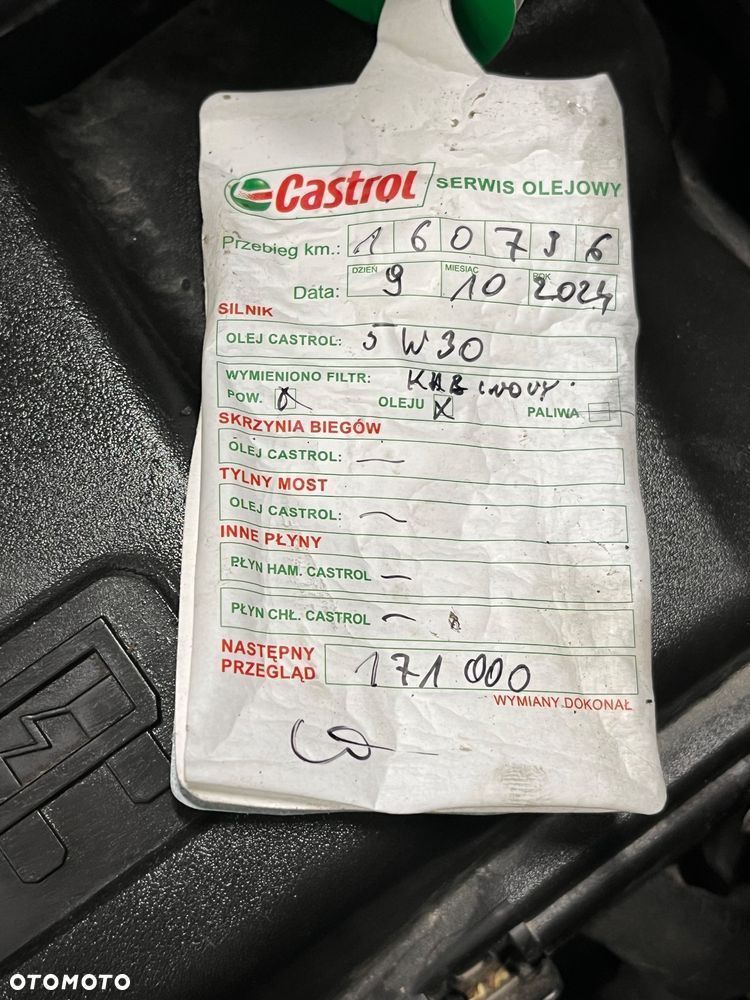 Castrol SERWIS OLEJOWY
Przebieg km.: 160736
DZIEŃ MIESIĄC ROK
Data: 9 10 2024
SILNIK
OLEJ CASTROL: 5W30
WYMIENIONO FILTR: KABINOWY
POW. X OLEJU X PALIWA
SKRZYNIA BIEGÓW
OLEJ CASTROL: —
TYLNY MOST
OLEJ CASTROL: —
INNE PŁYNY
PŁYN HAM. CASTROL —
PŁYN CHŁ. CASTROL —
NASTĘPNY
PRZEGLĄD 171 000
WYMIANY DOKONAŁ
OTOMOTO